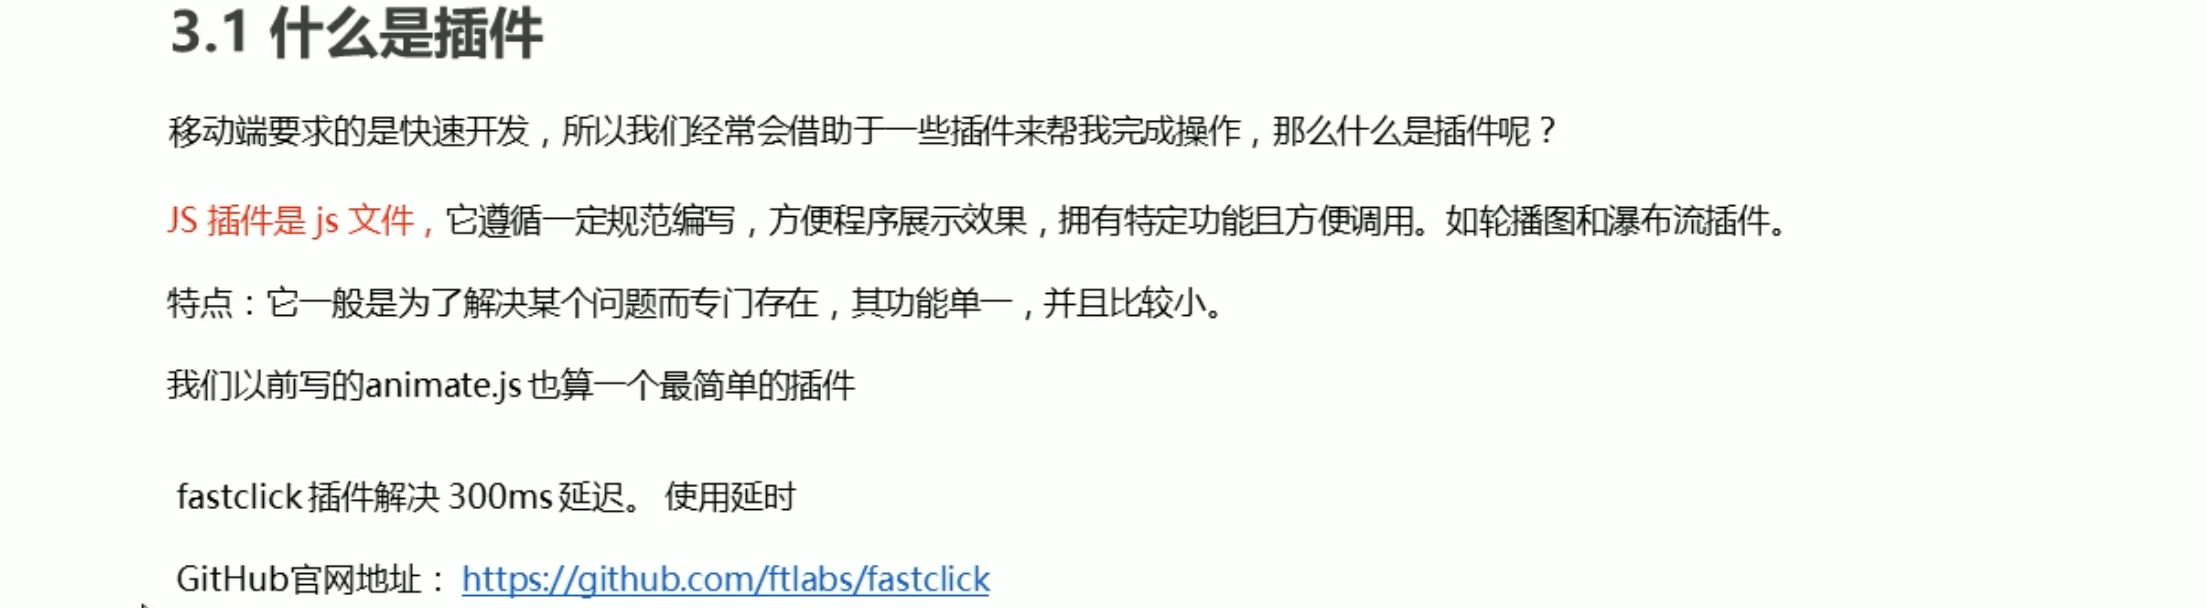 3.1 什么是插件
移动端要求的是快速开发，所以我们经常会借助于一些插件来帮我完成操作，那么什么是插件呢？
JS 插件是 js 文件，它遵循一定规范编写，方便程序展示效果，拥有特定功能且方便调用。如轮播图和瀑布流插件。
特点：它一般是为了解决某个问题而专门存在，其功能单一，并且比较小。
我们以前写的animate.js 也算一个最简单的插件
fastclick 插件解决 300ms 延迟。 使用延时
GitHub官网地址： https://github.com/ftlabs/fastclick